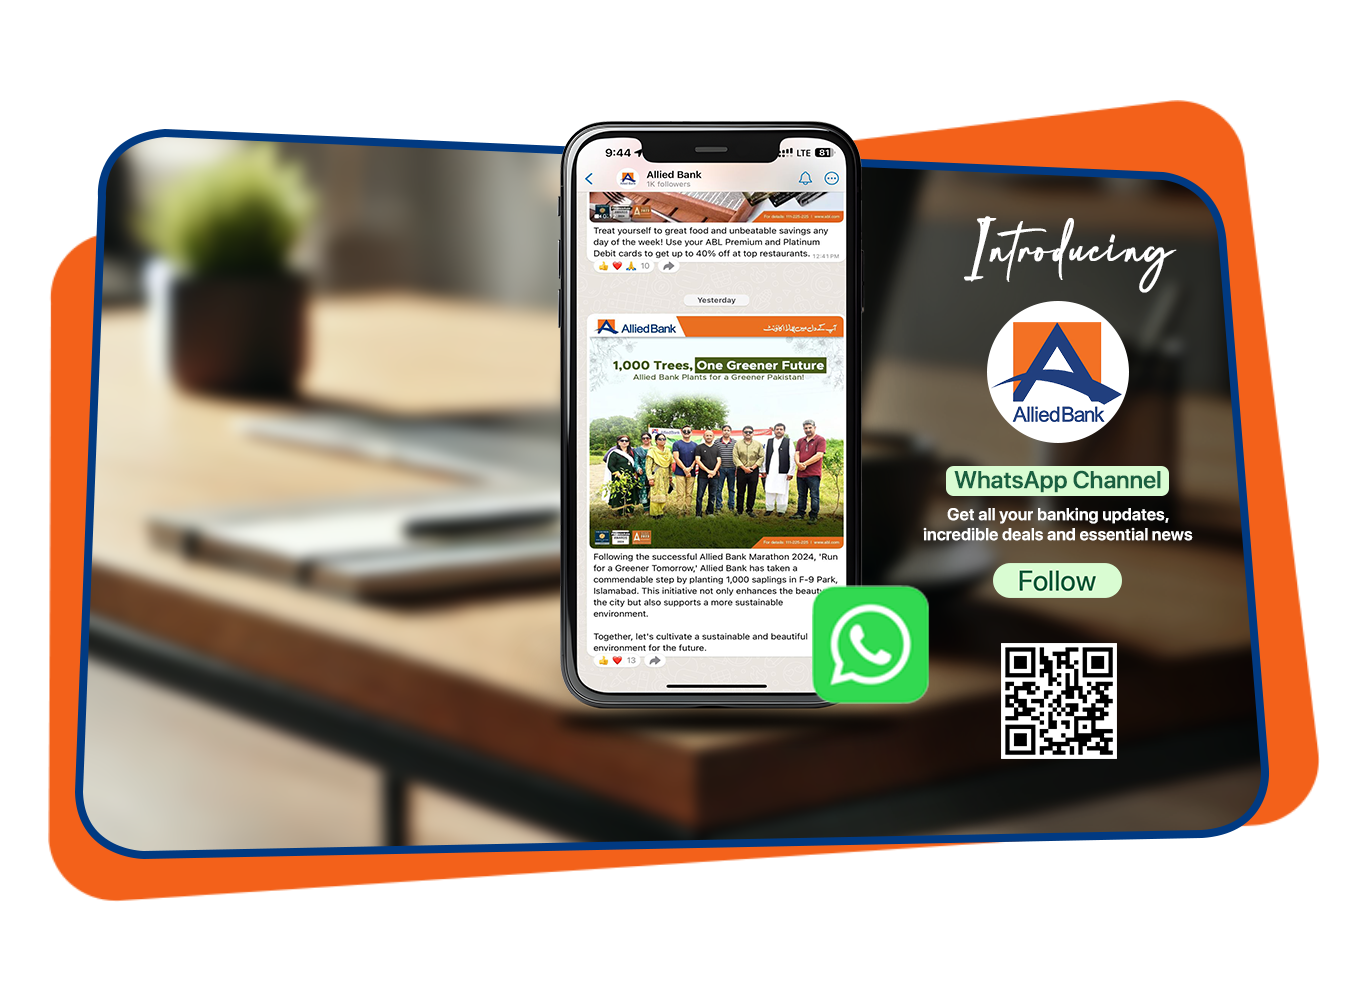 9:44
LTE 81
Allied Bank
1K followers
Treat yourself to great food and unbeatable savings any
day of the week! Use your ABL Premium and Platinum
Debit cards to get up to 40% off at top restaurants. 12:41 PM
10
Yesterday
Allied Bank
1,000 Trees, One Greener Future
Allied Bank Plants for a Greener Pakistan!
AlliedBank
Following the successful Allied Bank Marathon 2024, 'Run
for a Greener Tomorrow,' Allied Bank has taken a
commendable step by planting 1,000 saplings in F-9 Park,
Islamabad. This initiative not only enhances the beauty
the city but also supports a more sustainable
environment.
Together, let's cultivate a sustainable and beautiful
environment for the future.
13
Introducing
Allied Bank
WhatsApp Channel
Get all your banking updates,
incredible deals and essential news
Follow